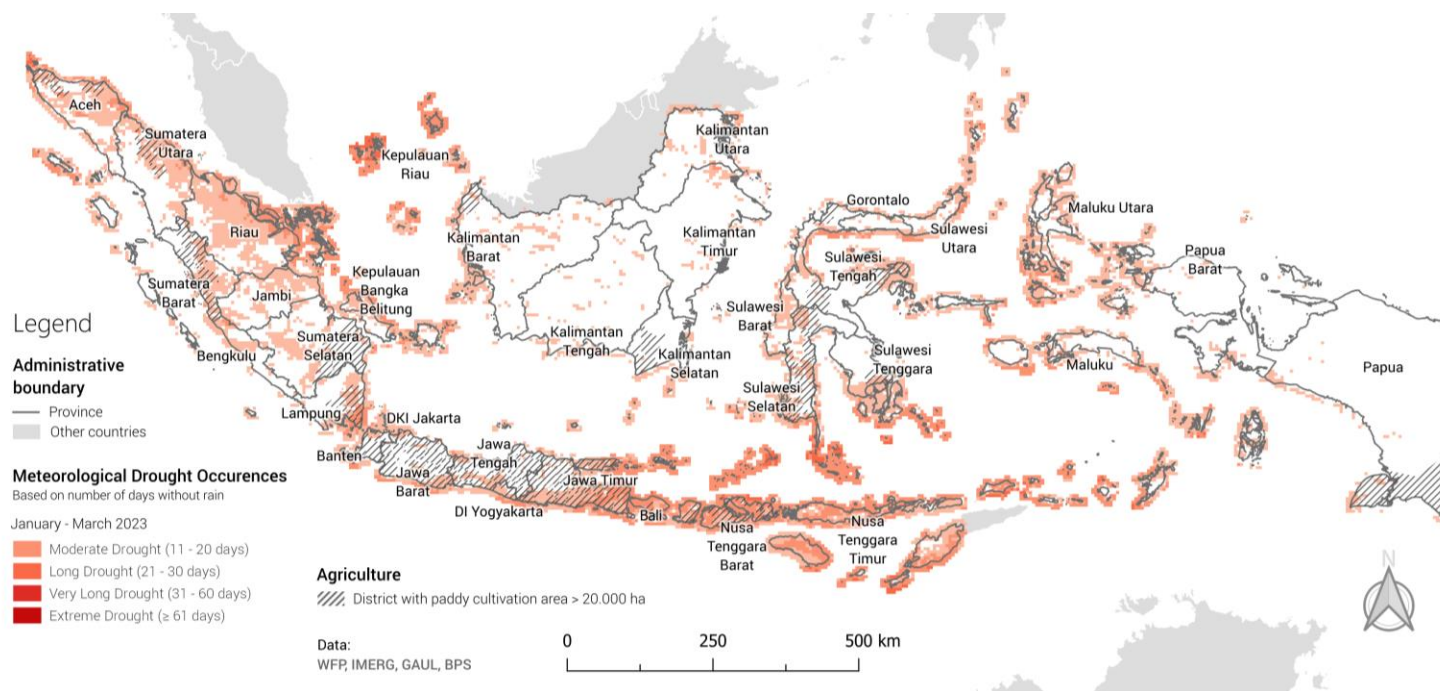 Aceh
Sumatera
Utara
Kepulauan
Riau
Riau
Sumatera
Barat
Jambi
Kepulauan
Bangka
Belitung
Bengkulu
Sumatera
Selatan
Lampung
DKI Jakarta
Banten
Jawa
Barat
Jawa
Tengah
DI Yogyakarta
Jawa Timur
Bali
Nusa
Tenggara
Barat
Nusa
Tenggara
Timur
Kalimantan
Barat
Kalimantan
Utara
Kalimantan
Timur
Kalimantan
Tengah
Kalimantan
Selatan
Gorontalo
Sulawesi
Utara
Sulawesi
Tengah
Sulawesi
Barat
Sulawesi
Tenggara
Sulawesi
Selatan
Maluku Utara
Maluku
Papua
Barat
Papua
Legend
Administrative
boundary
Province
Other countries
Meteorological Drought Occurences
Based on number of days without rain
January - March 2023
Moderate Drought (11 - 20 days)
Long Drought (21 - 30 days)
Very Long Drought (31 - 60 days)
Extreme Drought (≥ 61 days)
Agriculture
District with paddy cultivation area > 20.000 ha
Data:
WFP, IMERG, GAUL, BPS
0 250 500 km
N